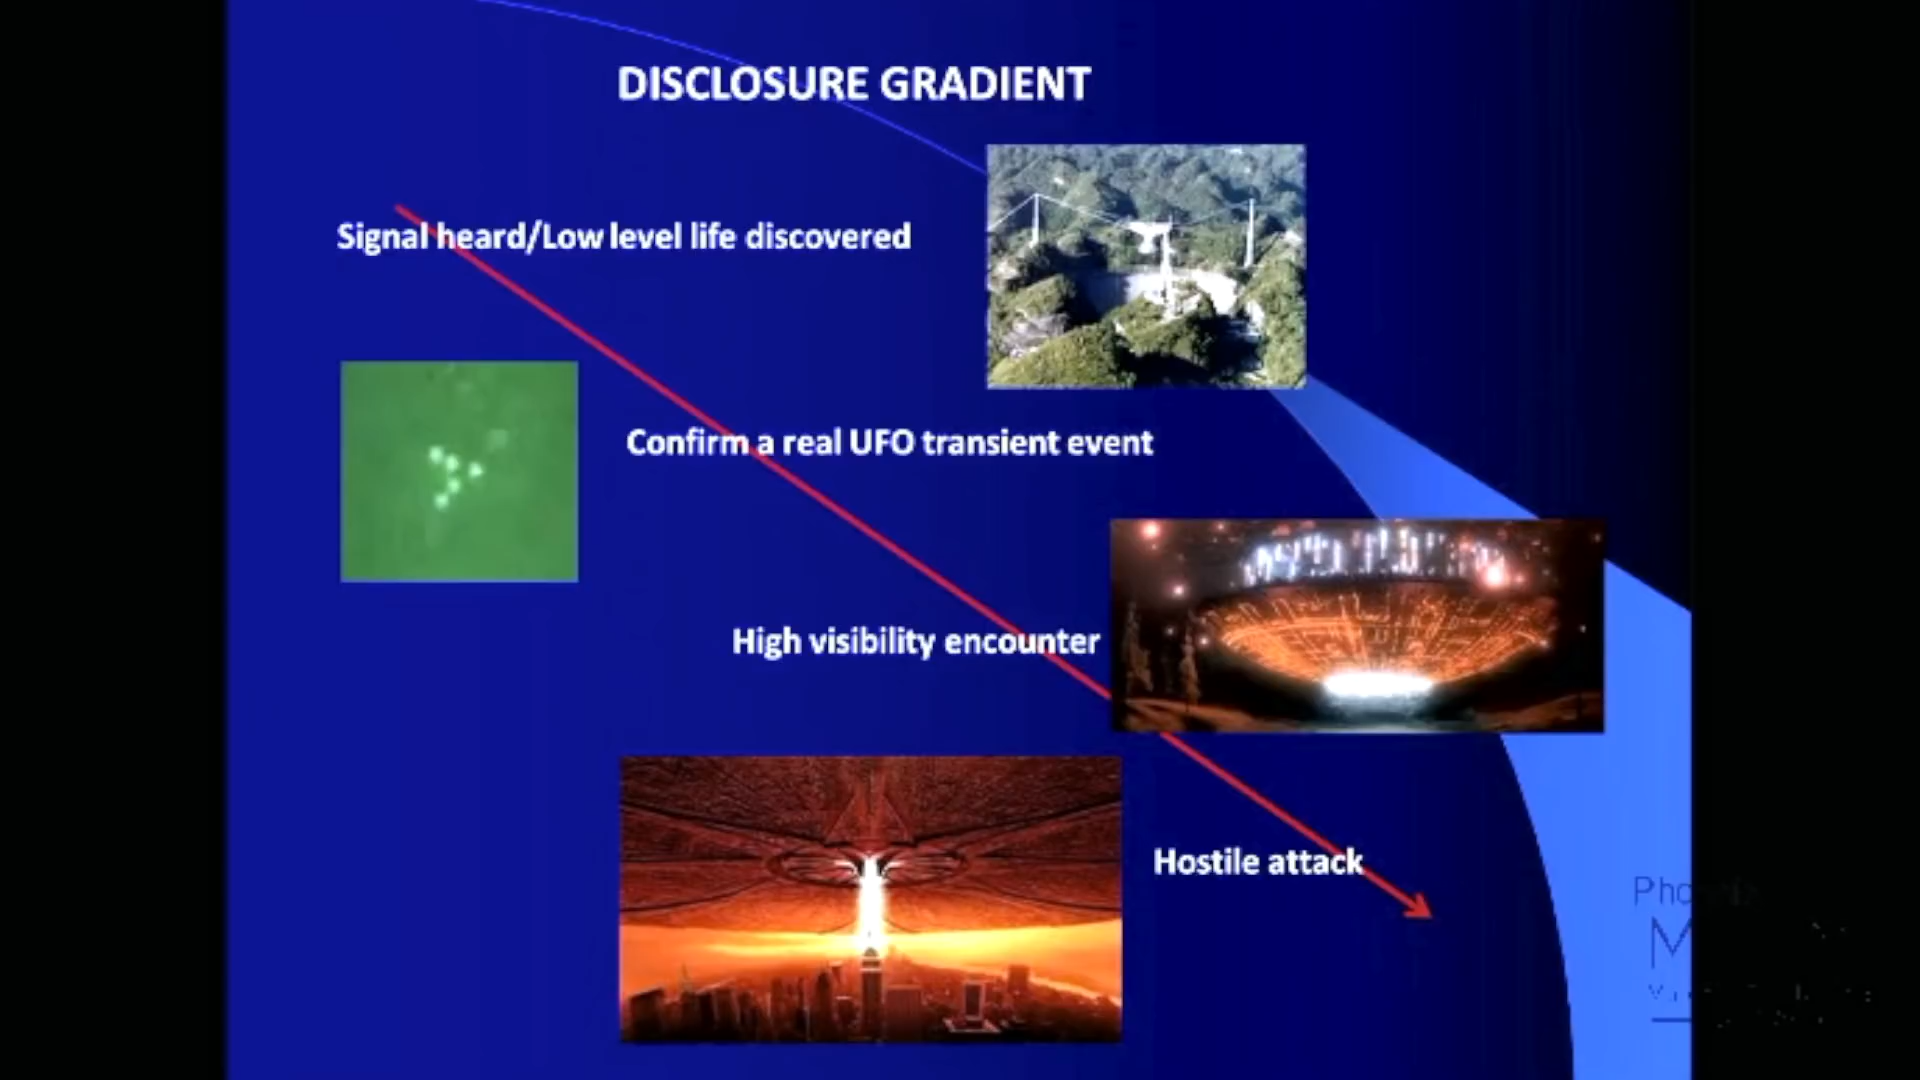 DISCLOSURE GRADIENT
Signal heard/Low level life discovered
Confirm a real UFO transient event
High visibility encounter
Hostile attack